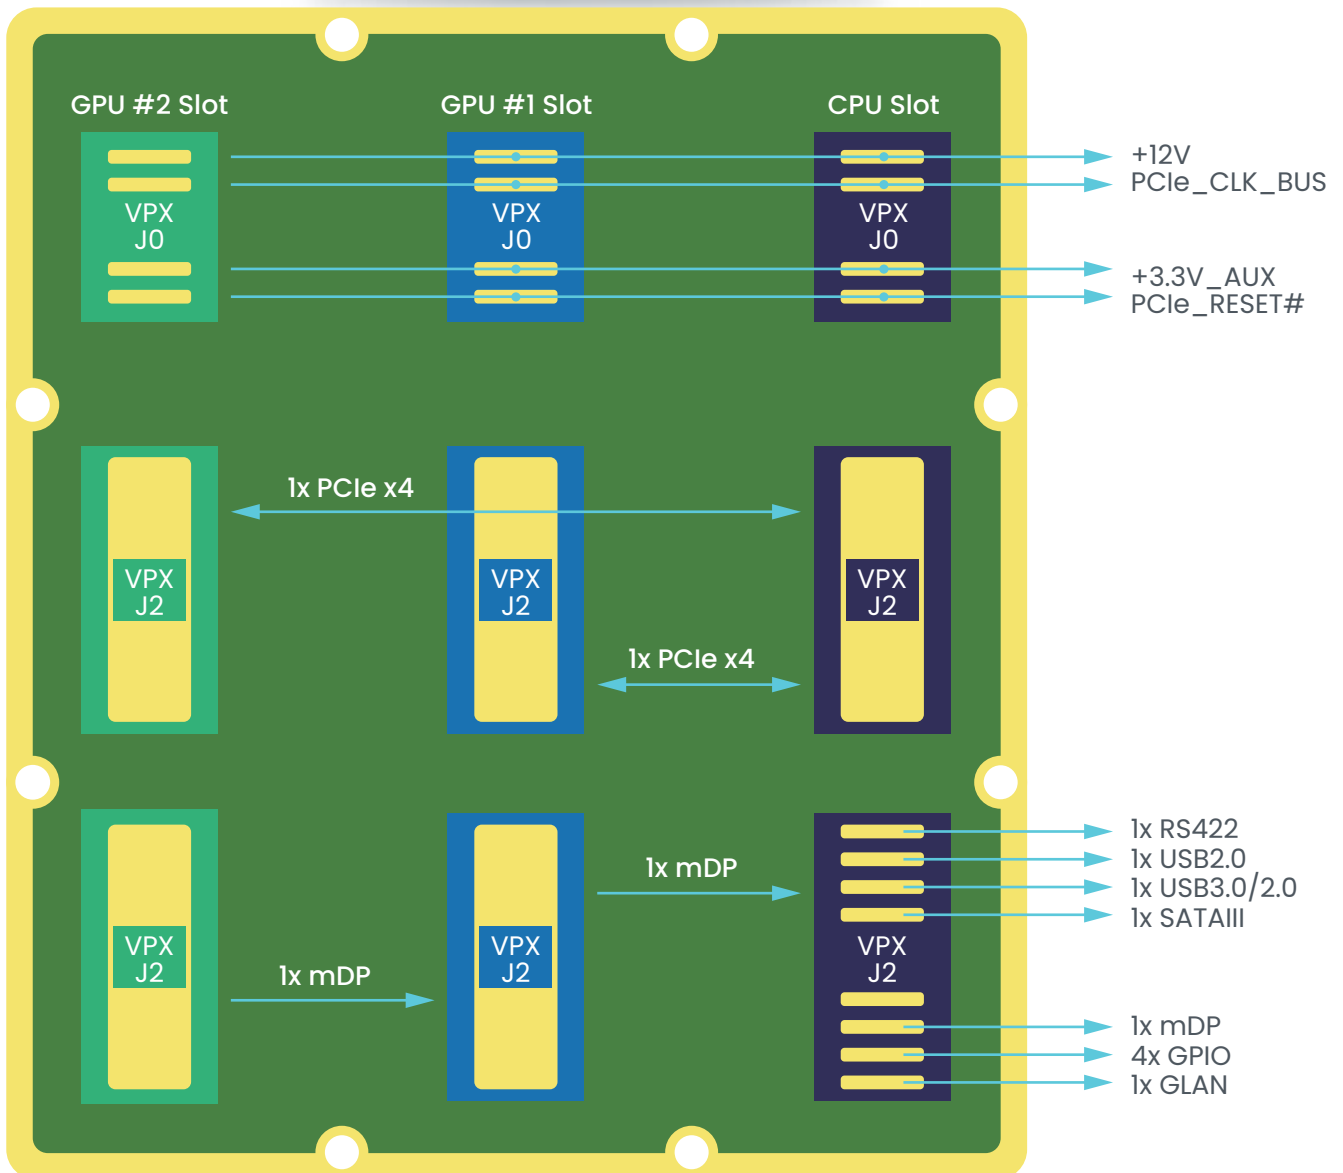 GPU #2 Slot
GPU #1 Slot
CPU Slot
VPX
J0
VPX
J0
VPX
J0
+12V
PCIe_CLK_BUS
+3.3V_AUX
PCIe_RESET#
1x PCIe x4
VPX
J2
VPX
J2
VPX
J2
1x PCIe x4
VPX
J2
1x mDP
VPX
J2
1x mDP
VPX
J2
1x RS422
1x USB2.0
1x USB3.0/2.0
1x SATAIII
1x mDP
4x GPIO
1x GLAN